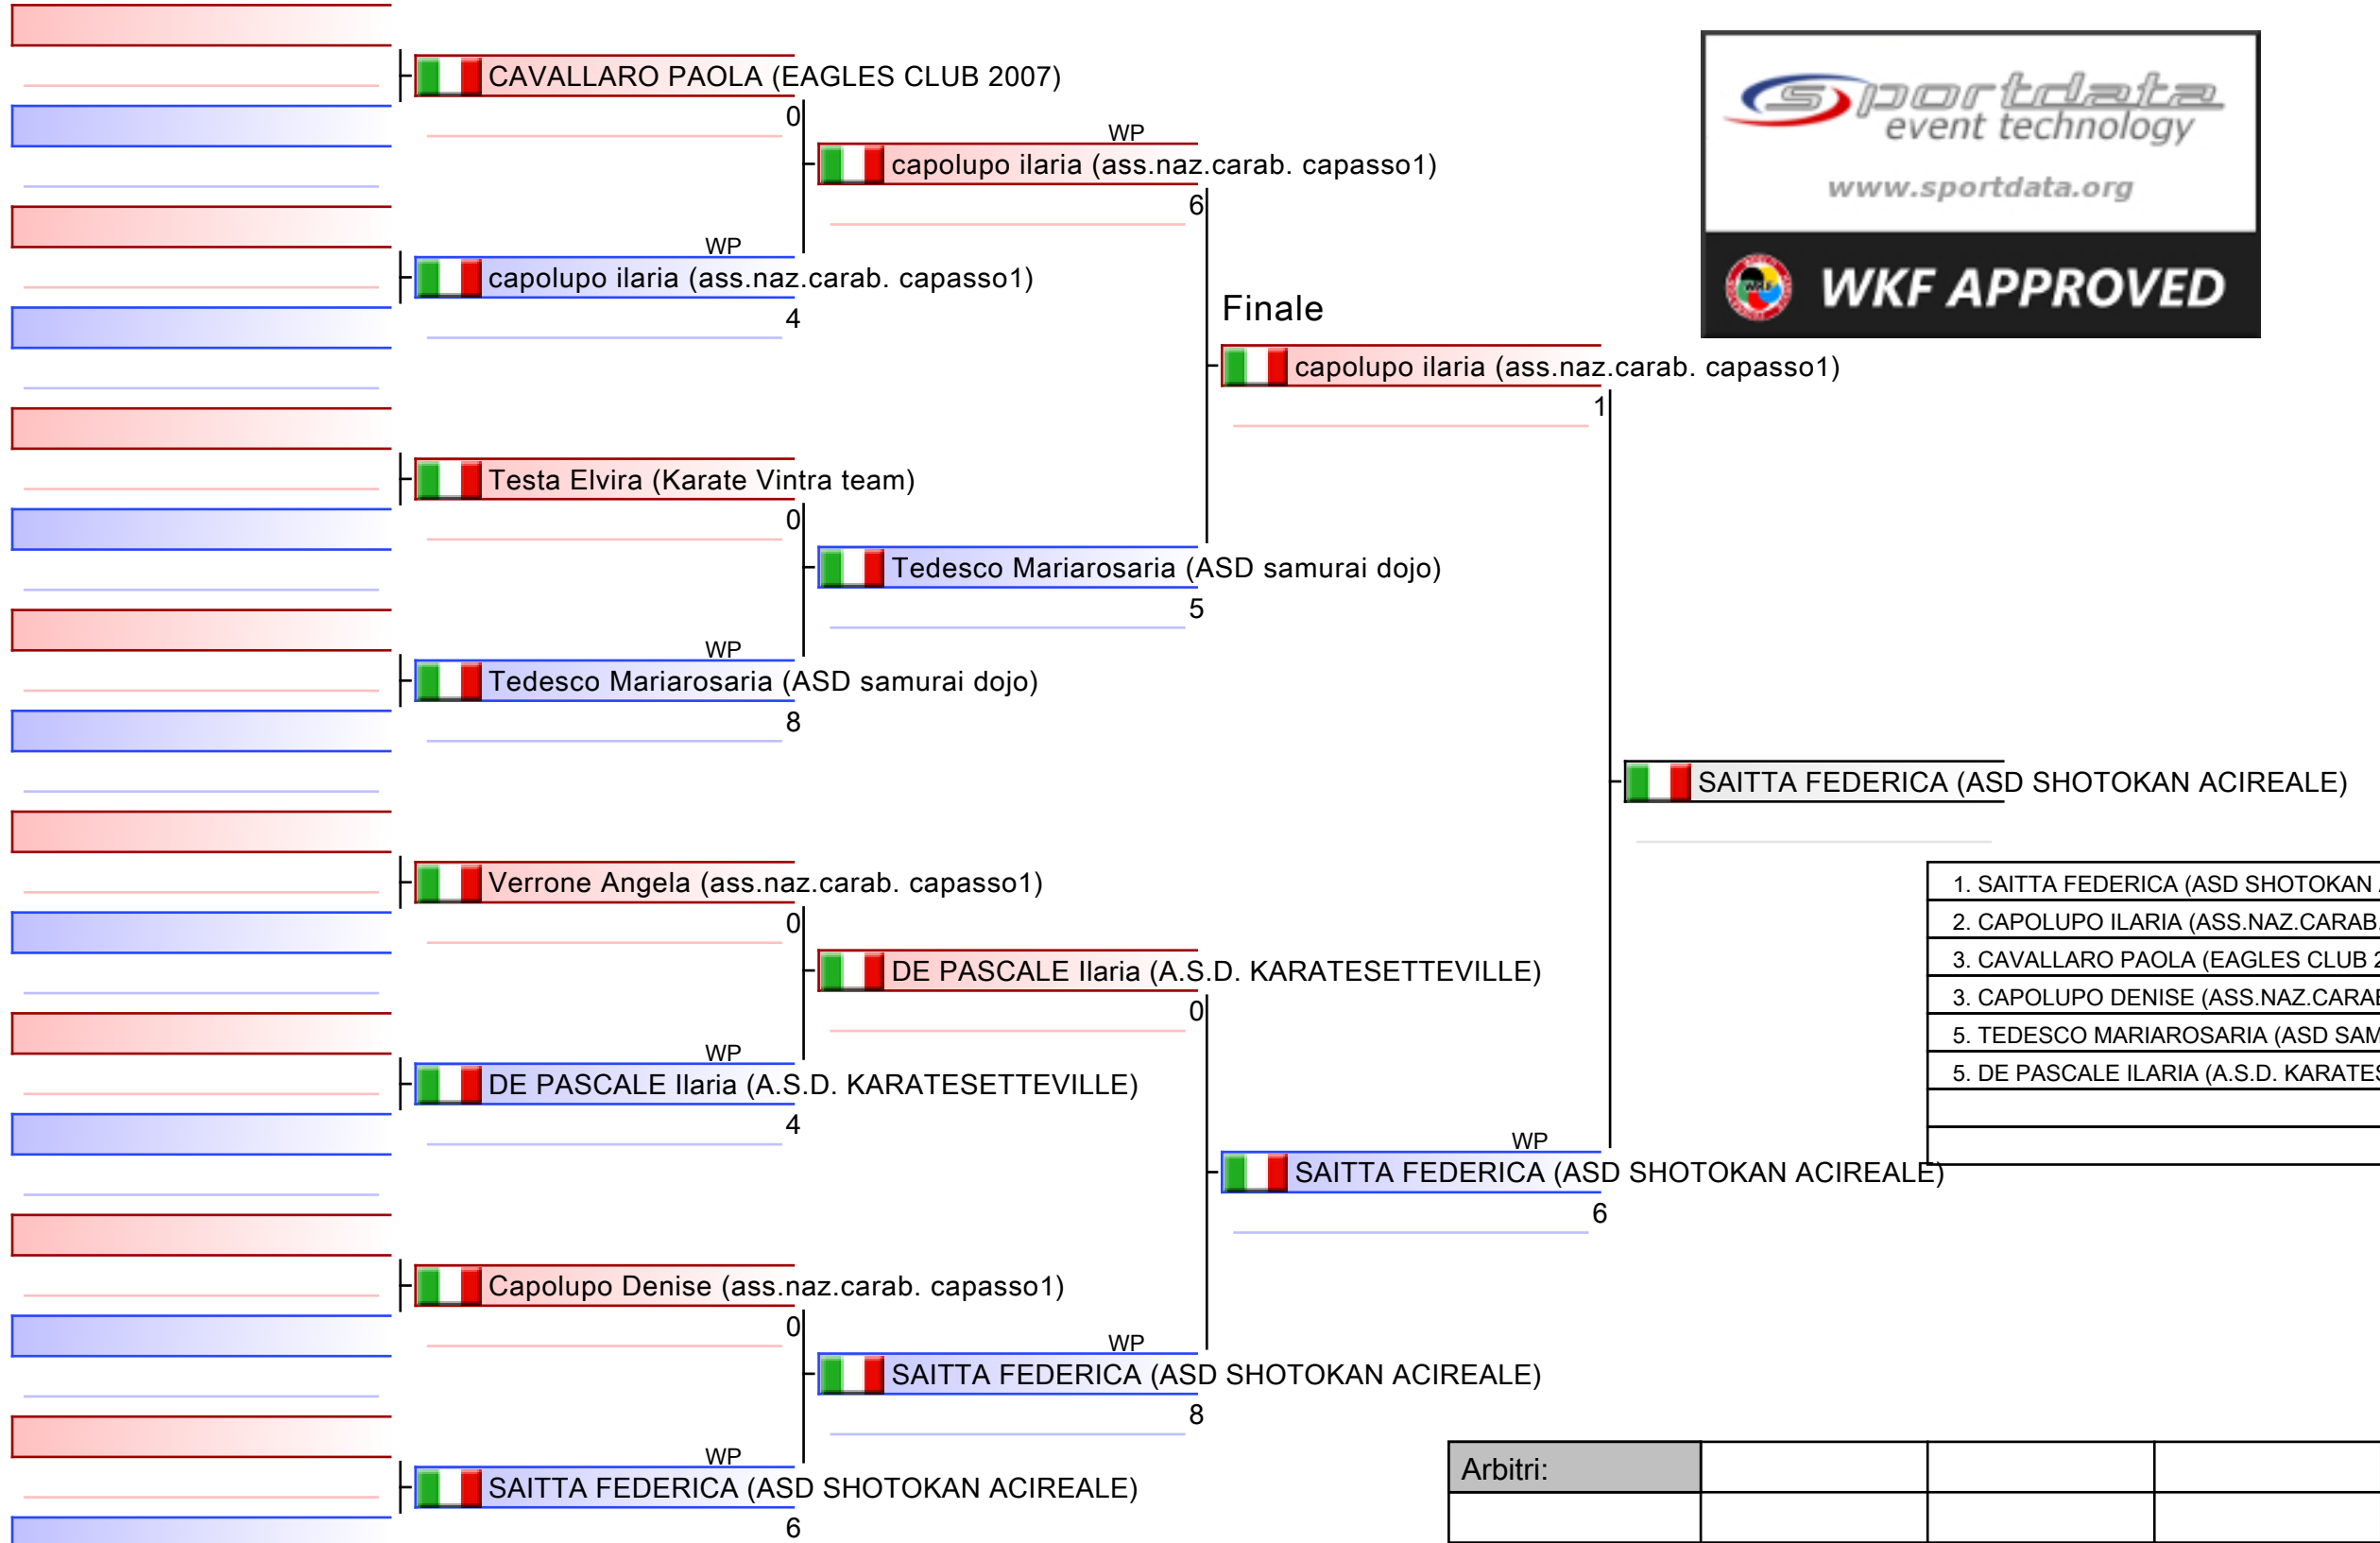 CAVALLARO PAOLA (EAGLES CLUB 2007)
0
WP
capolupo ilaria (ass.naz.carab. capasso1)
6
WP
capolupo ilaria (ass.naz.carab. capasso1)
4
Finale
capolupo ilaria (ass.naz.carab. capasso1)
1
Testa Elvira (Karate Vintra team)
0
Tedesco Mariarosaria (ASD samurai dojo)
5
WP
Tedesco Mariarosaria (ASD samurai dojo)
8
SAITTA FEDERICA (ASD SHOTOKAN ACIREALE)
Verrone Angela (ass.naz.carab. capasso1)
0
DE PASCALE Ilaria (A.S.D. KARATESETTEVILLE)
0
WP
DE PASCALE Ilaria (A.S.D. KARATESETTEVILLE)
4
WP
SAITTA FEDERICA (ASD SHOTOKAN ACIREALE)
6
Capolupo Denise (ass.naz.carab. capasso1)
0
WP
SAITTA FEDERICA (ASD SHOTOKAN ACIREALE)
8
WP
SAITTA FEDERICA (ASD SHOTOKAN ACIREALE)
6
sportdata
event technology
www.sportdata.org
WKF APPROVED
1. SAITTA FEDERICA (ASD SHOTOKAN
2. CAPOLUPO ILARIA (ASS.NAZ.CARAB.
3. CAVALLARO PAOLA (EAGLES CLUB 2
3. CAPOLUPO DENISE (ASS.NAZ.CARAB
5. TEDESCO MARIAROSARIA (ASD SAM
5. DE PASCALE ILARIA (A.S.D. KARATES
Arbitri: